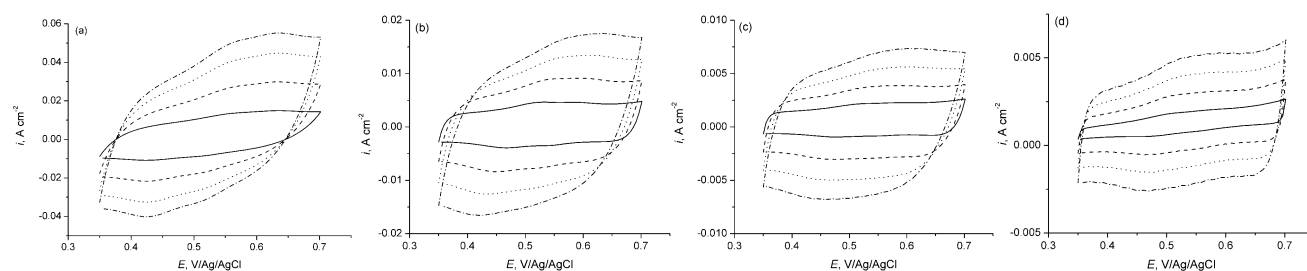 (a)
0.06
0.04
0.02
0.00
-0.02
-0.04
i, A cm-2
0.3 0.4 0.5 0.6 0.7
E, V/Ag/AgCl
(b)
0.02
0.01
0.00
-0.01
-0.02
i, A cm-2
0.3 0.4 0.5 0.6 0.7
E, V/Ag/AgCl
(c)
0.010
0.005
0.000
-0.005
-0.010
i, A cm-2
0.3 0.4 0.5 0.6 0.7
E, V/Ag/AgCl
(d)
0.005
0.000
-0.005
i, A cm-2
0.3 0.4 0.5 0.6 0.7
E, V/Ag/AgCl